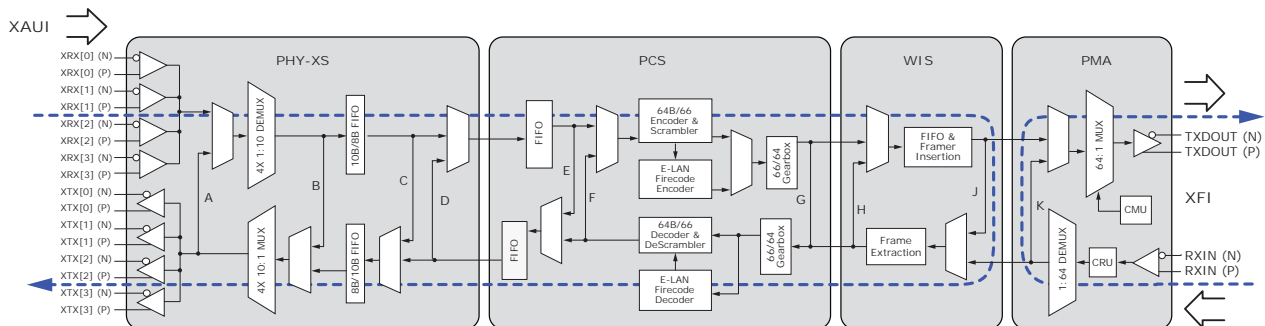 XAUI
PHY-XS
PCS
WIS
PMA
XRX[0] (N)
XRX[0] (P)
XRX[1] (N)
XRX[1] (P)
XRX[2] (N)
XRX[2] (P)
XRX[3] (N)
XRX[3] (P)
XTX[0] (N)
XTX[0] (P)
XTX[1] (N)
XTX[1] (P)
XTX[2] (N)
XTX[2] (P)
XTX[3] (N)
XTX[3] (P)
A
4X 1:10 DEMUX
4X 10:1 MUX
B
10B/8B FIFO
8B/10B FIFO
C
D
FIFO
FIFO
E
F
64B/66
Encoder &
Scrambler
E-LAN
Firecode
Encoder
64B/66
Decoder &
DeScrambler
E-LAN
Firecode
Decoder
66/64
Gearbox
66/64
Gearbox
G
H
FIFO &
Framer
Insertion
Frame
Extraction
J
K
64:1 MUX
1:64 DEMUX
CMU
CRU
TXDOUT (N)
TXDOUT (P)
XFI
RXIN (N)
RXIN (P)